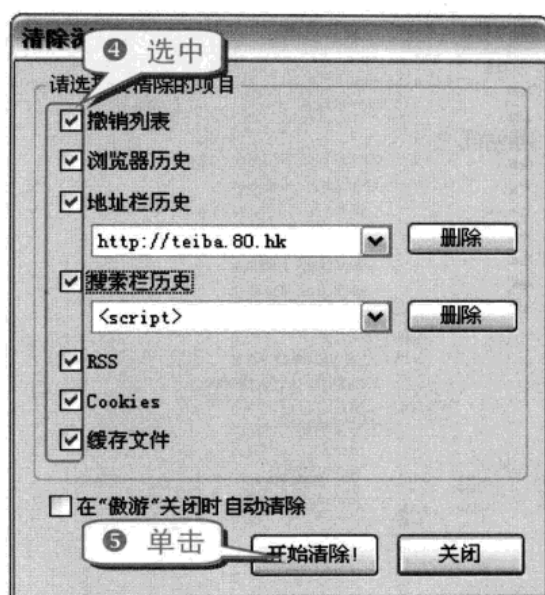 清除浏
❹ 选中
请选 清除的项目
撤销列表
浏览器历史
地址栏历史
http://teiba.80.hk 删除
搜索栏历史
<script> 删除
RSS
Cookies
缓存文件
在“傲游”关闭时自动清除
❺ 单击
开始清除! 关闭